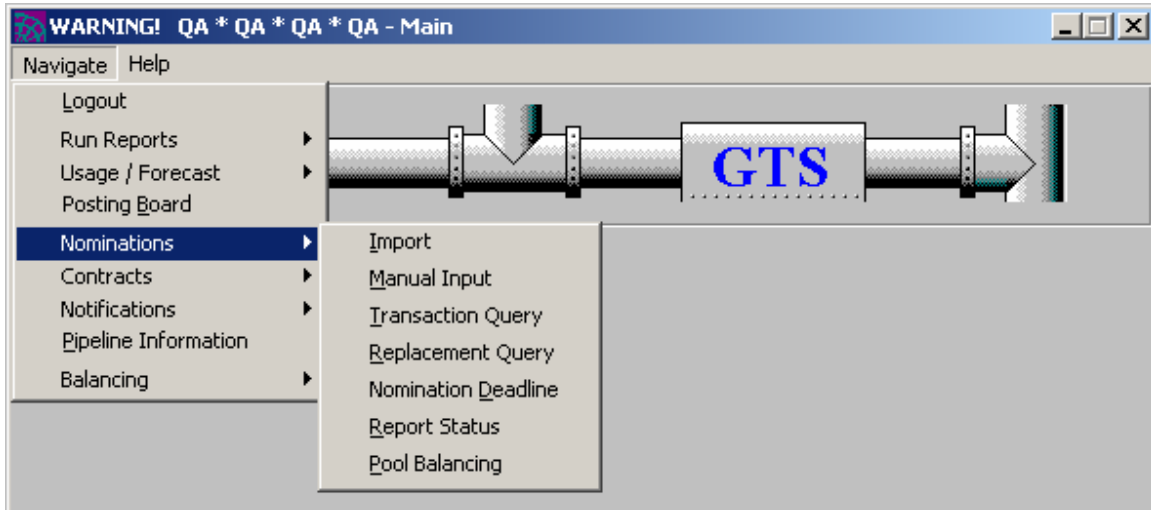 WARNING! QA * QA * QA * QA - Main
Navigate Help
Logout
Run Reports
Usage / Forecast
Posting Board
Nominations
Contracts
Notifications
Pipeline Information
Balancing
GTS
Import
Manual Input
Transaction Query
Replacement Query
Nomination Deadline
Report Status
Pool Balancing